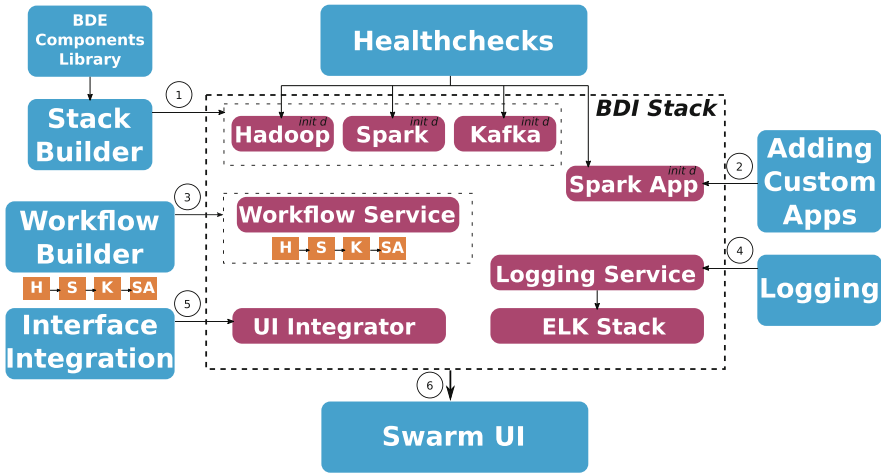 BDE
Components
Library
Healthchecks
1
BDI Stack
Stack
Builder
init d
Hadoop
init d
Spark
init d
Kafka
2
Adding
Custom
Apps
init d
Spark App
3
Workflow
Builder
Workflow Service
H S K SA
4
Logging Service
Logging
H S K SA
5
Interface
Integration
UI Integrator
ELK Stack
6
Swarm UI